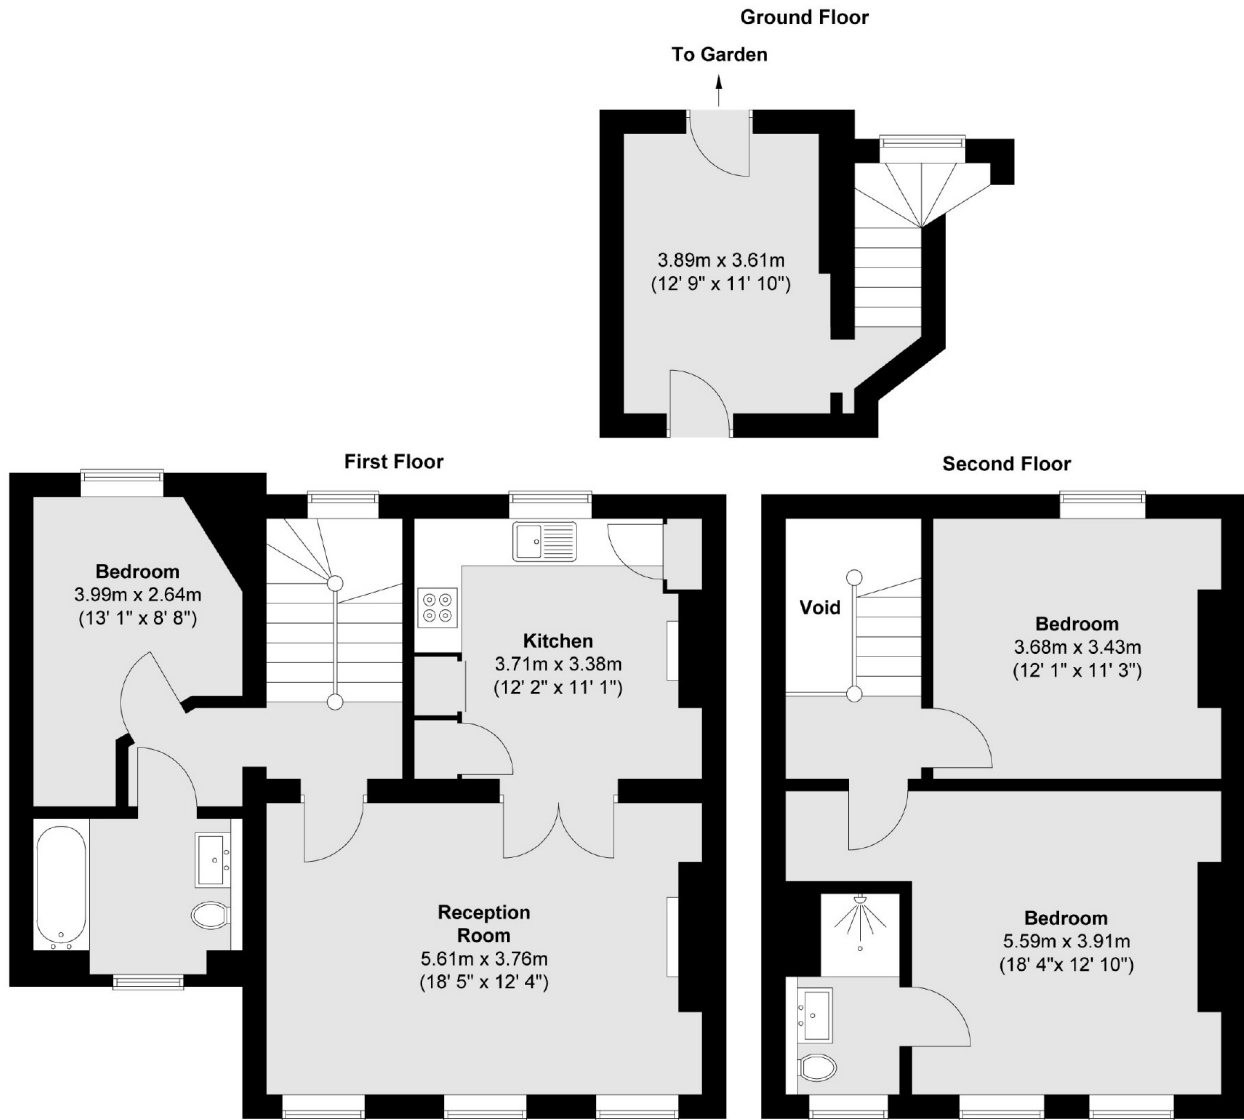 Ground Floor
To Garden
3.89m x 3.61m
(12' 9" x 11' 10")
First Floor
Bedroom
3.99m x 2.64m
(13' 1" x 8' 8")
Kitchen
3.71m x 3.38m
(12' 2" x 11' 1")
Reception
Room
5.61m x 3.76m
(18' 5" x 12' 4")
Second Floor
Void
Bedroom
3.68m x 3.43m
(12' 1" x 11' 3")
Bedroom
5.59m x 3.91m
(18' 4"x 12' 10")